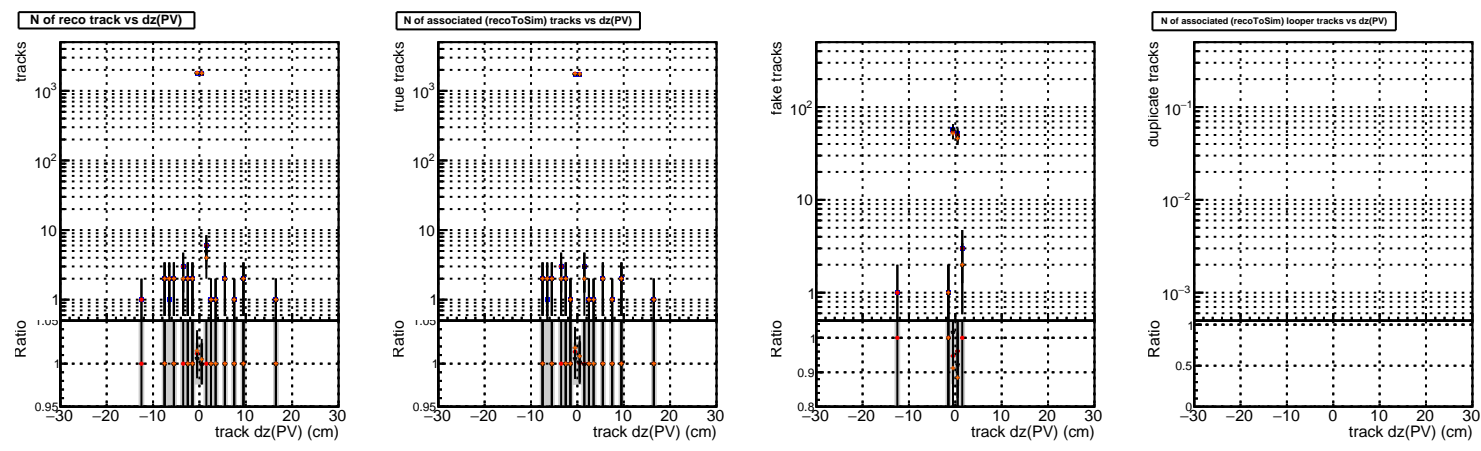 N of reco track vs dz(PV)
tracks
10³
10²
10
1
1.05
Ratio
1
0.95
−30 −20 −10 0 10 20 30
track dz(PV) (cm)
N of associated (recoToSim) tracks vs dz(PV)
true tracks
10³
10²
10
1
1.05
Ratio
1
0.95
−30 −20 −10 0 10 20 30
track dz(PV) (cm)
fake tracks
10²
10
1
Ratio
1
0.9
0.8
−30 −20 −10 0 10 20 30
track dz(PV) (cm)
N of associated (recoToSim) looper tracks vs dz(PV)
duplicate tracks
10⁻¹
10⁻²
10⁻³
Ratio
1
0.5
0
−30 −20 −10 0 10 20 30
track dz(PV) (cm)